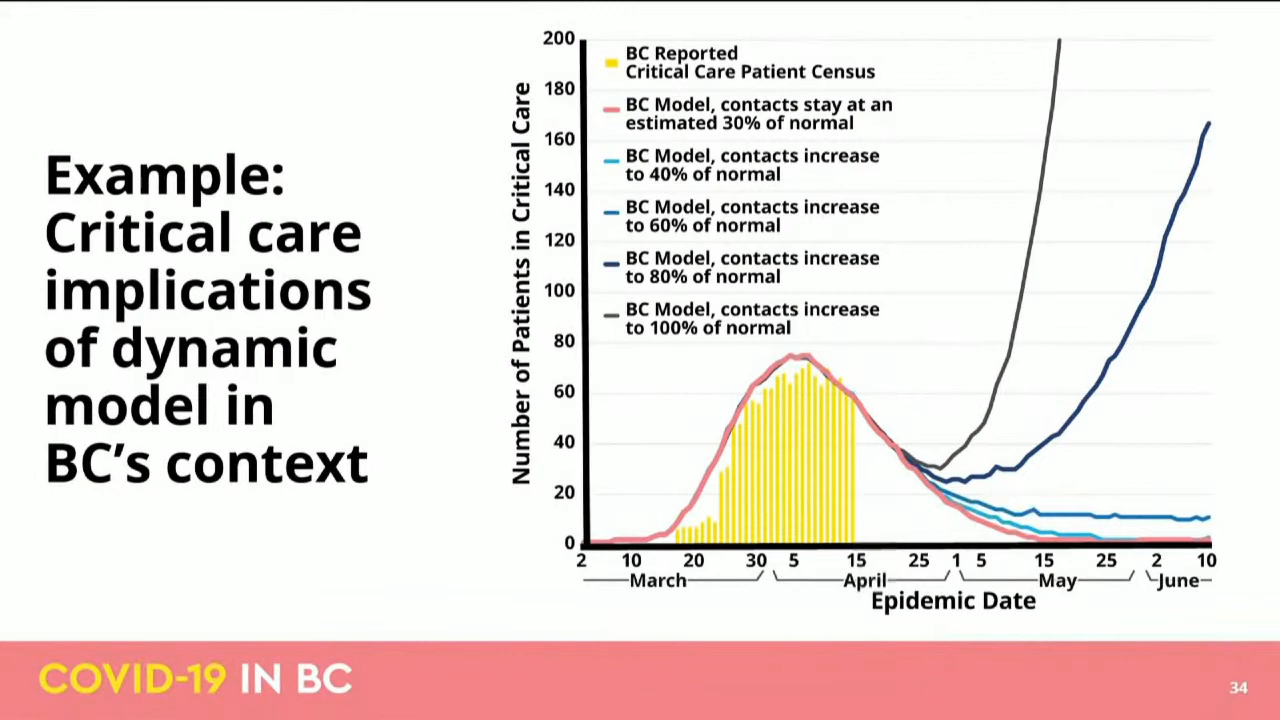 Example:
Critical care
implications
of dynamic
model in
BC’s context
Number of Patients in Critical Care
200
180
160
140
120
100
80
60
40
20
0
BC Reported
Critical Care Patient Census
BC Model, contacts stay at an
estimated 30% of normal
BC Model, contacts increase
to 40% of normal
BC Model, contacts increase
to 60% of normal
BC Model, contacts increase
to 80% of normal
BC Model, contacts increase
to 100% of normal
2 10 20 30 5 15 25 1 5 15 25 2 10
March April May June
Epidemic Date
COVID-19 IN BC
34